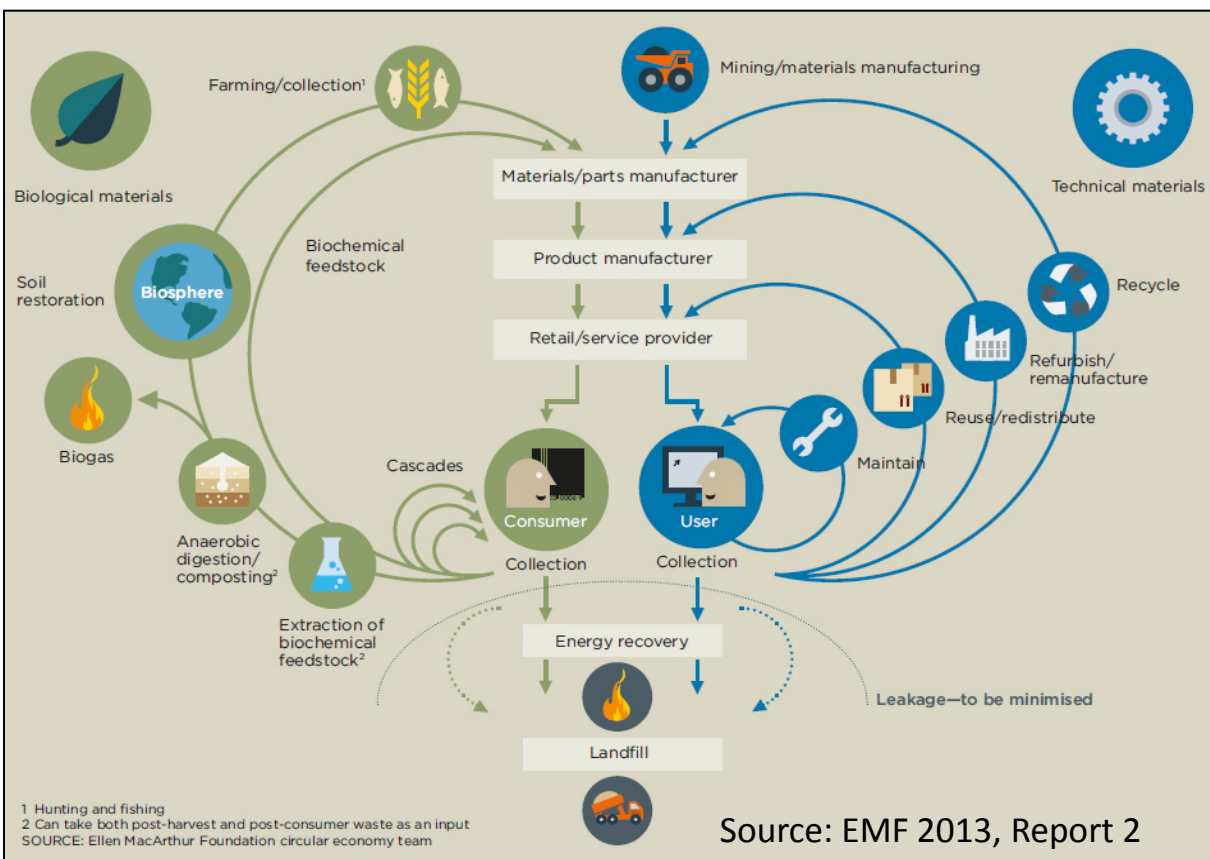 Farming/collection¹
Mining/materials manufacturing
Biological materials
Technical materials
Materials/parts manufacturer
Biochemical
feedstock
Product manufacturer
Soil
restoration
Biosphere
Recycle
Retail/service provider
Refurbish/
remanufacture
Reuse/redistribute
Biogas
Cascades
Maintain
Consumer
User
Anaerobic
digestion/
composting²
Collection
Collection
Extraction of
biochemical
feedstock²
Energy recovery
Leakage—to be minimised
Landfill
1 Hunting and fishing
2 Can take both post-harvest and post-consumer waste as an input
SOURCE: Ellen MacArthur Foundation circular economy team
Source: EMF 2013, Report 2